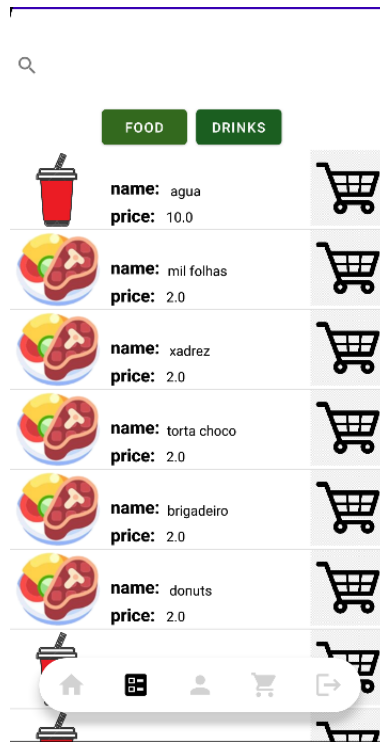 FOOD DRINKS
name: agua
price: 10.0
name: mil folhas
price: 2.0
name: xadrez
price: 2.0
name: torta choco
price: 2.0
name: brigadeiro
price: 2.0
name: donuts
price: 2.0